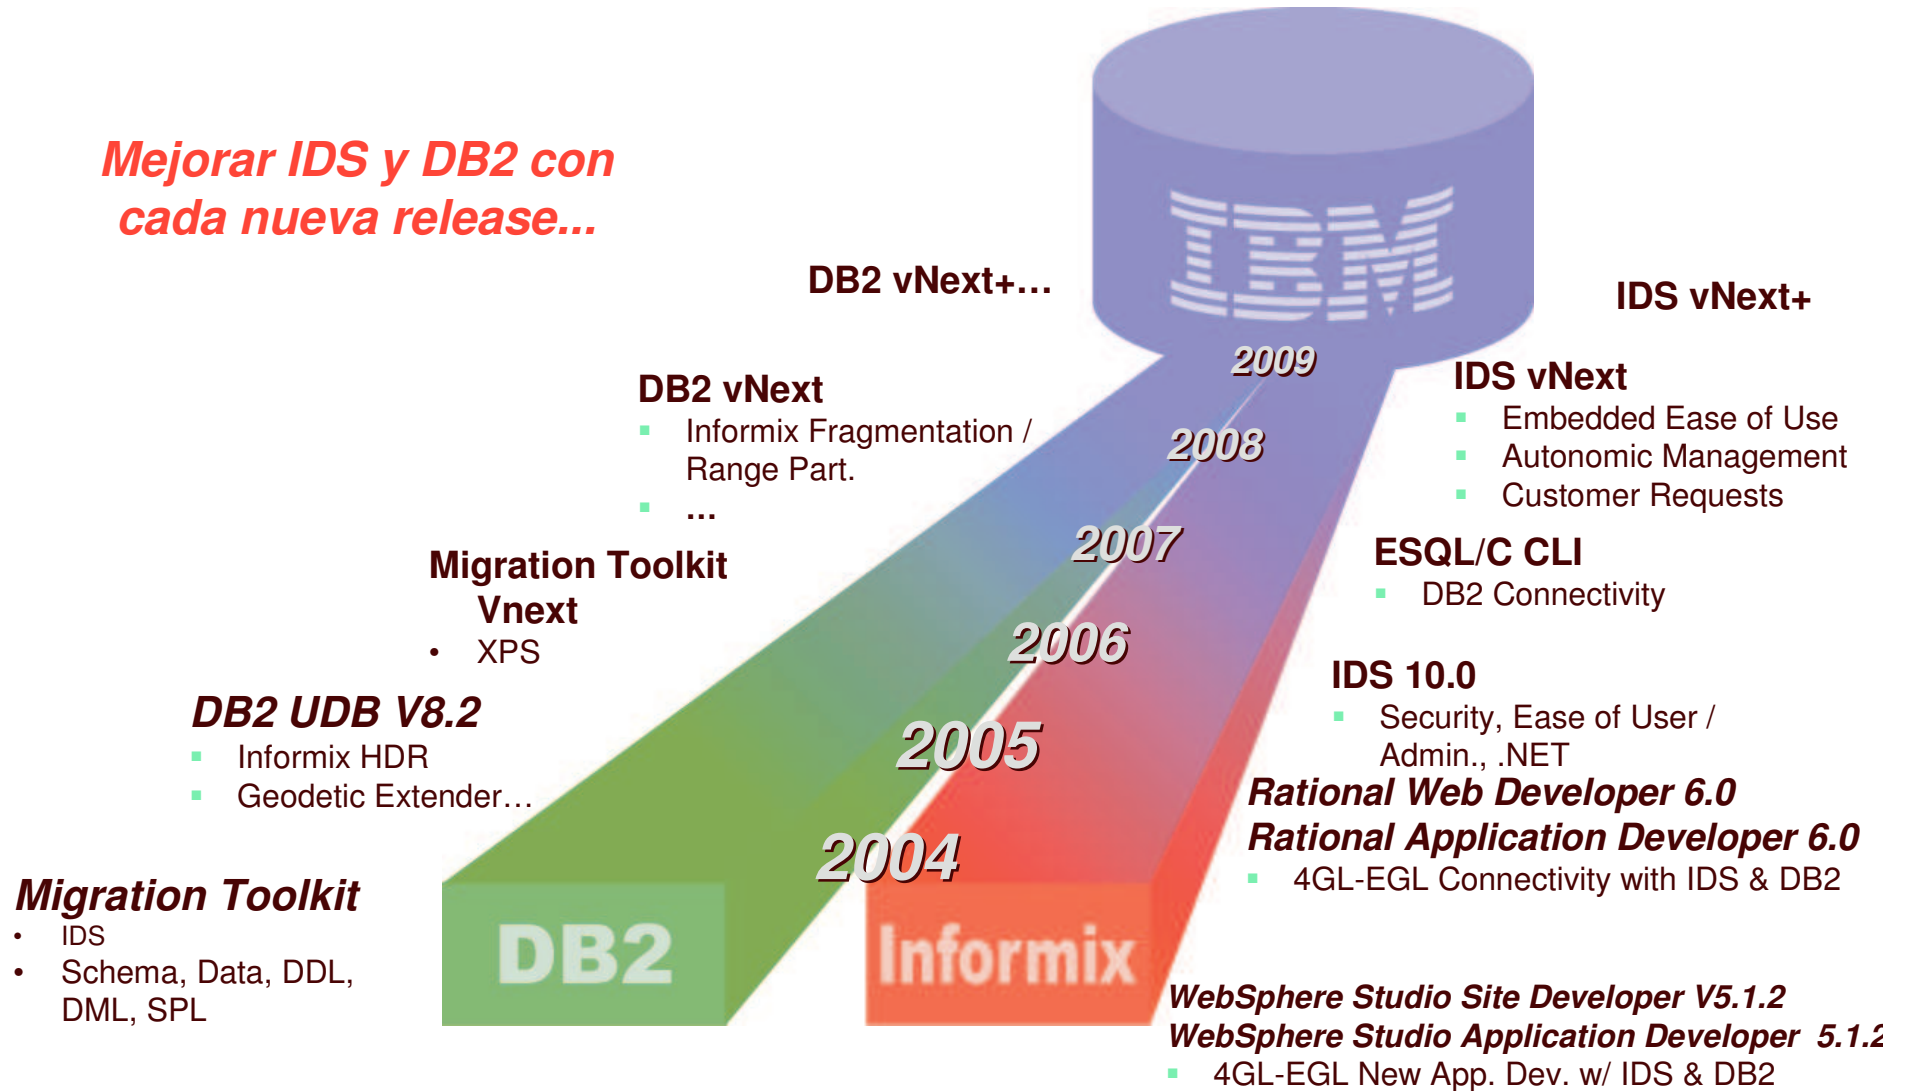 Mejorar IDS y DB2 con
cada nueva release...
IBM
DB2 vNext+...
IDS vNext+
2009
DB2 vNext
Informix Fragmentation /
Range Part.
...
IDS vNext
Embedded Ease of Use
Autonomic Management
Customer Requests
2008
2007
Migration Toolkit
Vnext
XPS
ESQL/C CLI
DB2 Connectivity
2006
DB2 UDB V8.2
Informix HDR
Geodetic Extender...
IDS 10.0
Security, Ease of User /
Admin., .NET
2005
Rational Web Developer 6.0
Rational Application Developer 6.0
4GL-EGL Connectivity with IDS & DB2
2004
Migration Toolkit
IDS
Schema, Data, DDL,
DML, SPL
DB2
Informix
WebSphere Studio Site Developer V5.1.2
WebSphere Studio Application Developer 5.1.2
4GL-EGL New App. Dev. w/ IDS & DB2